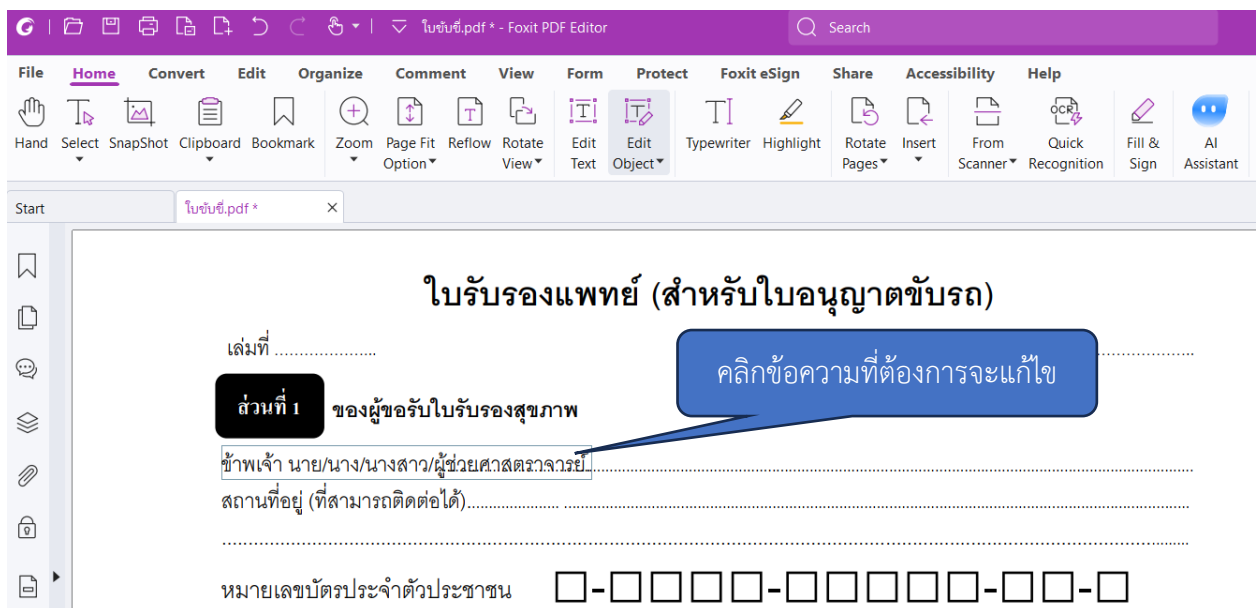 ใบขับขี่.pdf * - Foxit PDF Editor
Search
File Home Convert Edit Organize Comment View Form Protect Foxit eSign Share Accessibility Help
Hand Select SnapShot Clipboard Bookmark Zoom Page Fit Reflow Rotate Edit Edit Typewriter Highlight Rotate Insert From Quick Fill & AI
Option View Text Object Pages Scanner Recognition Sign Assistant
Start ใบขับขี่.pdf *
ใบรับรองแพทย์ (สำหรับใบอนุญาตขับรถ)
เล่มที่ .....................
คลิกข้อความที่ต้องการจะแก้ไข
ส่วนที่ 1 ของผู้ขอรับใบรับรองสุขภาพ
ข้าพเจ้า นาย/นาง/นางสาว/ผู้ช่วยศาสตราจารย์..............................
สถานที่อยู่ (ที่สามารถติดต่อได้)..............................
หมายเลขบัตรประจำตัวประชาชน